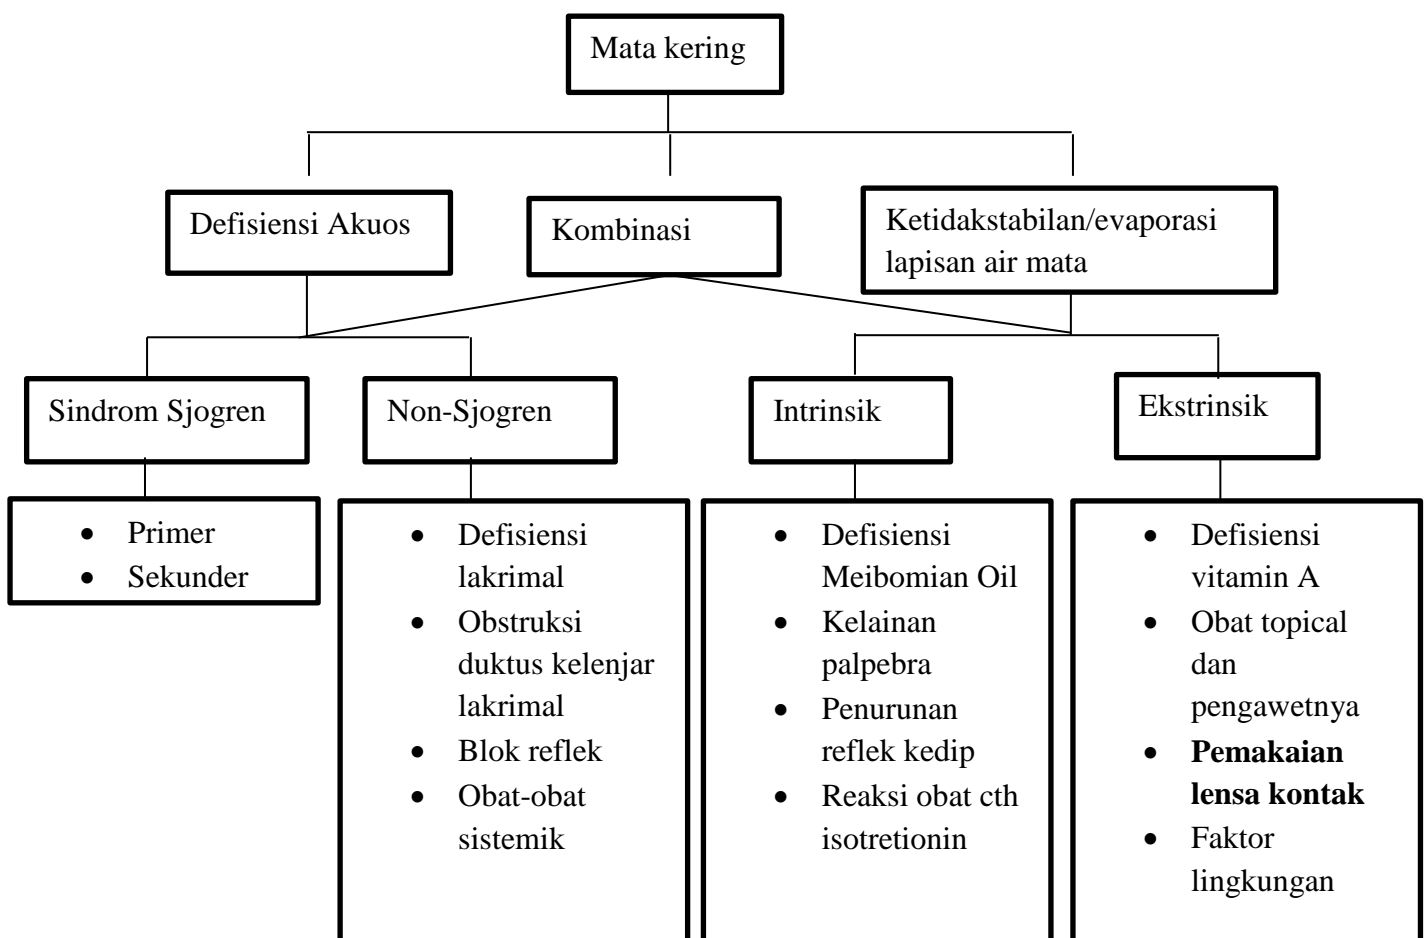 Mata kering
Defisiensi Akuos
Kombinasi
Ketidakstabilan/evaporasi
lapisan air mata
Sindrom Sjogren
Non-Sjogren
Intrinsik
Ekstrinsik
• Primer
• Sekunder
• Defisiensi
lakrimal
• Obstruksi
duktus kelenjar
lakrimal
• Blok reflek
• Obat-obat
sistemik
• Defisiensi
Meibomian Oil
• Kelainan
palpebra
• Penurunan
reflek kedip
• Reaksi obat cth
isotretionin
• Defisiensi
vitamin A
• Obat topical
dan
pengawetnya
• Pemakaian
lensa kontak
• Faktor
lingkungan